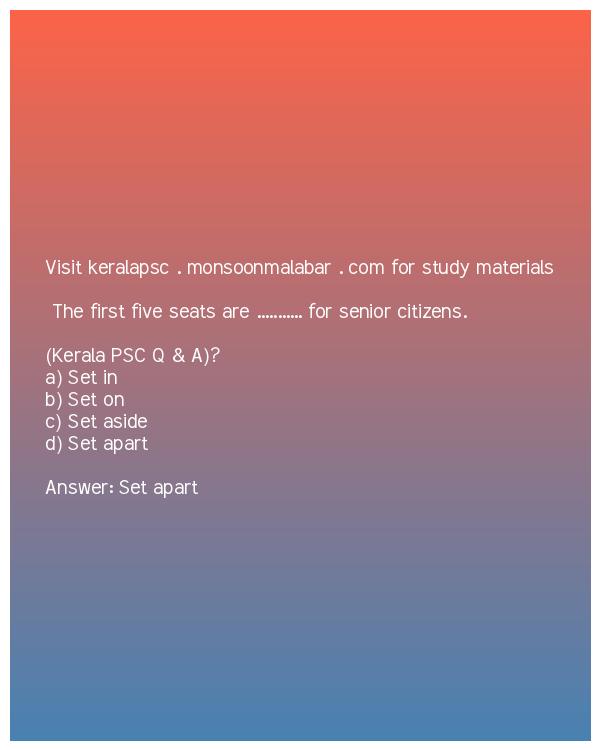 Visit keralapsc . monsoonmalabar . com for study materials
The first five seats are ........... for senior citizens.
(Kerala PSC Q & A)?
a) Set in
b) Set on
c) Set aside
d) Set apart
Answer: Set apart